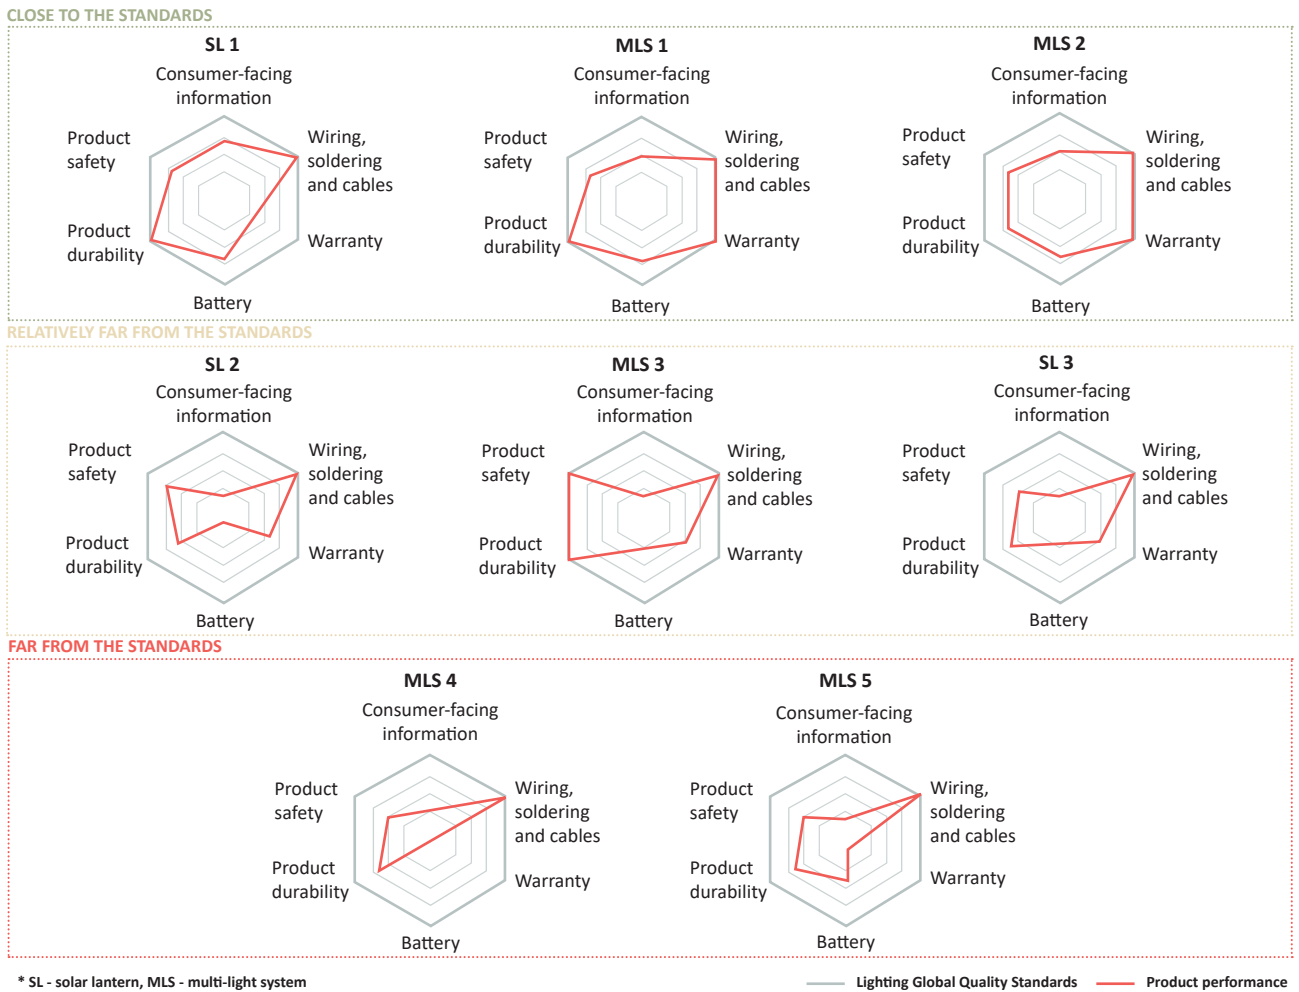 CLOSE TO THE STANDARDS
SL 1
Consumer-facing
information
Product
safety
Wiring,
soldering
and cables
Product
durability
Warranty
Battery
MLS 1
Consumer-facing
information
Product
safety
Wiring,
soldering
and cables
Product
durability
Warranty
Battery
MLS 2
Consumer-facing
information
Product
safety
Wiring,
soldering
and cables
Product
durability
Warranty
Battery
RELATIVELY FAR FROM THE STANDARDS
SL 2
Consumer-facing
information
Product
safety
Wiring,
soldering
and cables
Product
durability
Warranty
Battery
MLS 3
Consumer-facing
information
Product
safety
Wiring,
soldering
and cables
Product
durability
Warranty
Battery
SL 3
Consumer-facing
information
Product
safety
Wiring,
soldering
and cables
Product
durability
Warranty
Battery
FAR FROM THE STANDARDS
MLS 4
Consumer-facing
information
Product
safety
Wiring,
soldering
and cables
Product
durability
Warranty
Battery
MLS 5
Consumer-facing
information
Product
safety
Wiring,
soldering
and cables
Product
durability
Warranty
Battery
* SL - solar lantern, MLS - multi-light system
Lighting Global Quality Standards
Product performance